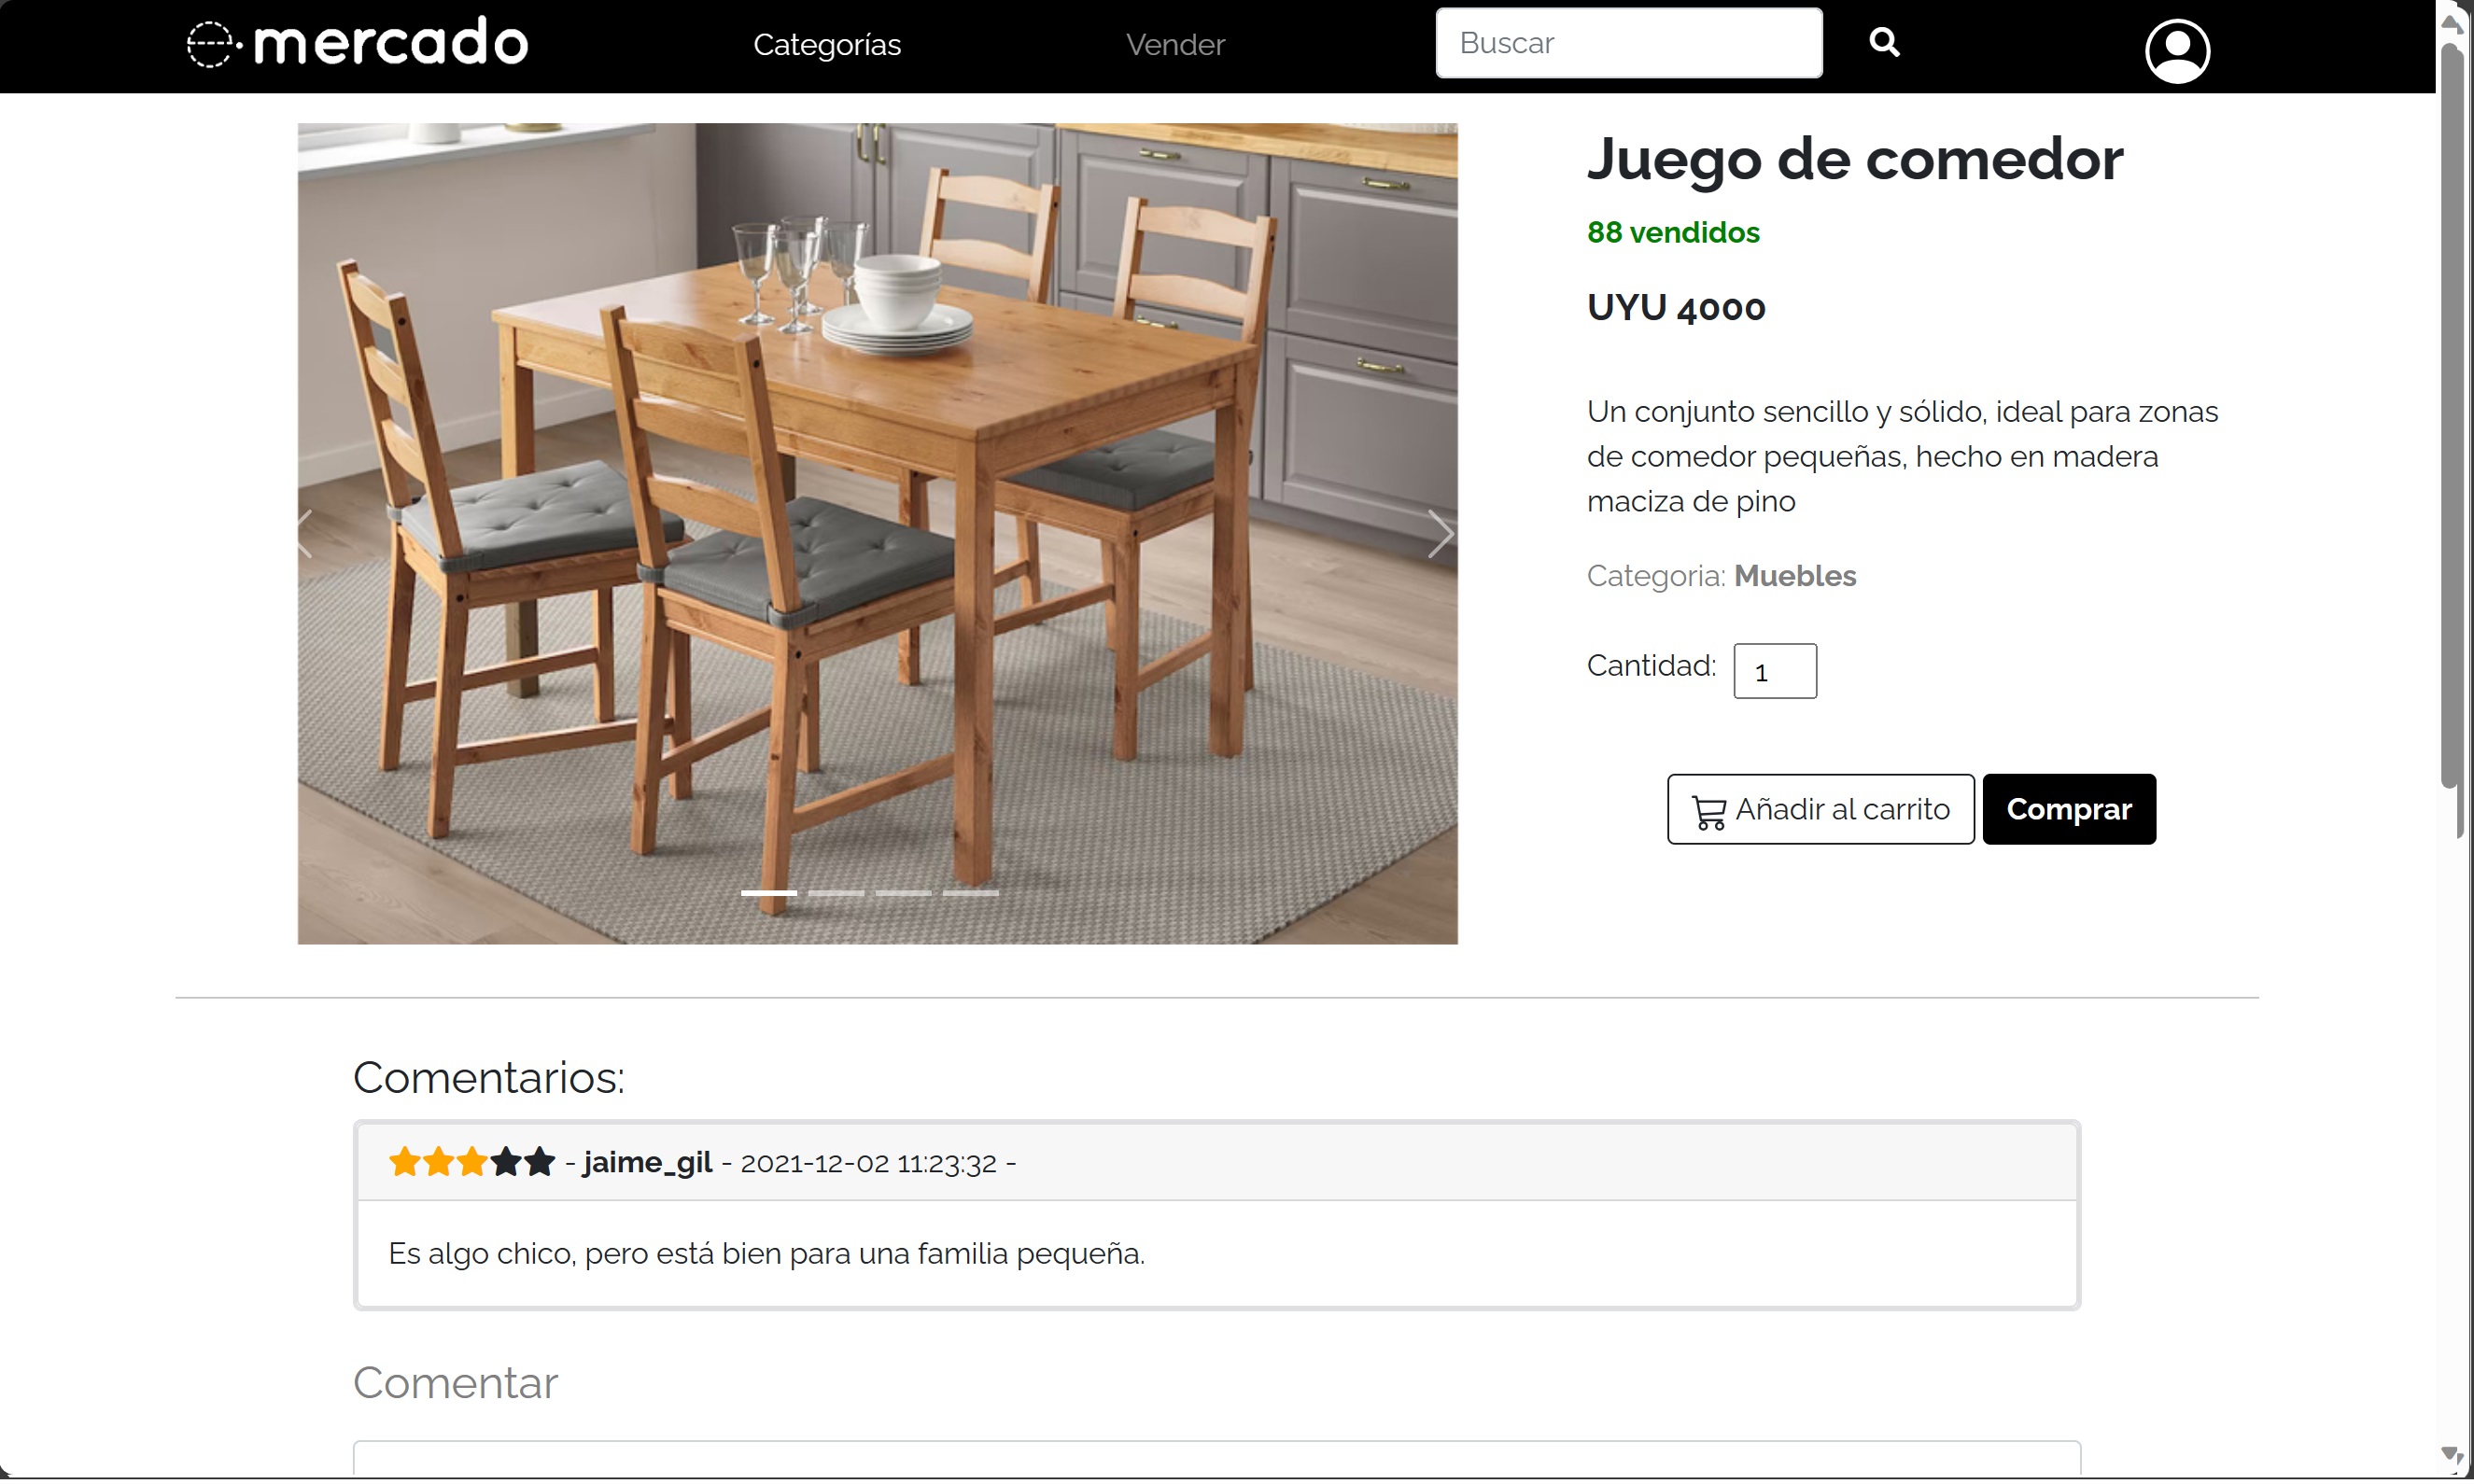 mercado
Categorías
Vender
Buscar
Juego de comedor
88 vendidos
UYU 4000
Un conjunto sencillo y sólido, ideal para zonas
de comedor pequeñas, hecho en madera
maciza de pino
Categoria: Muebles
Cantidad: 1
Añadir al carrito
Comprar
Comentarios:
- jaime_gil - 2021-12-02 11:23:32 -
Es algo chico, pero está bien para una familia pequeña.
Comentar